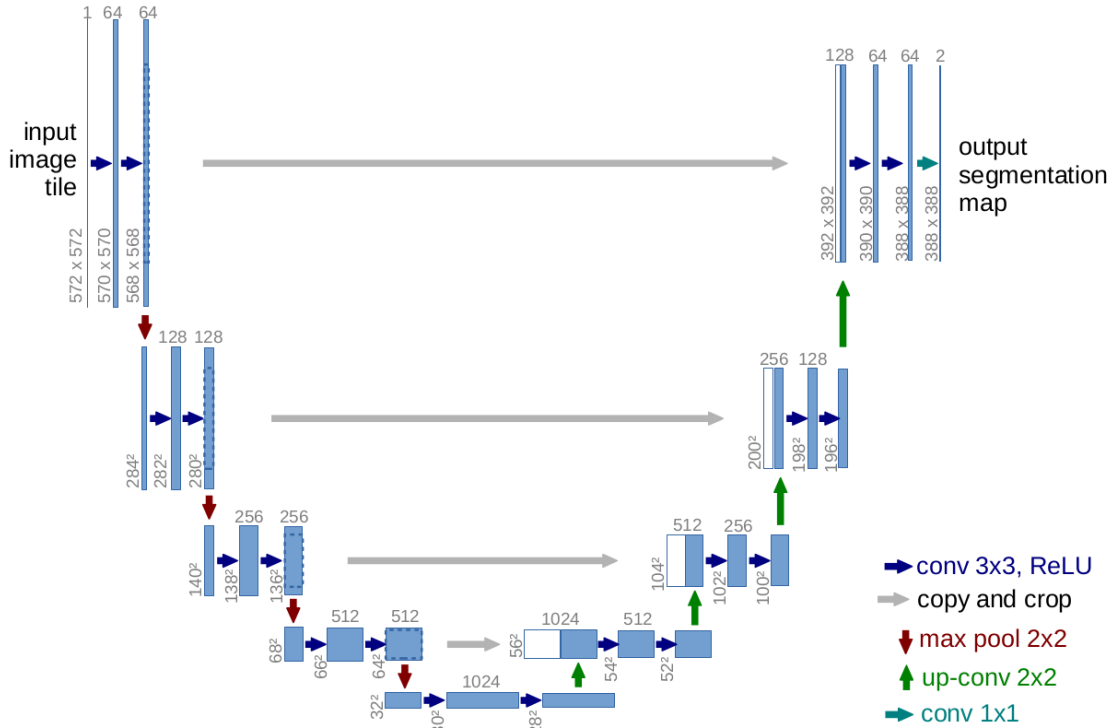 1 64 64
input
image
tile
572 x 572
570 x 570
568 x 568
128 64 64 2
output
segmentation
map
392 x 392
390 x 390
388 x 388
388 x 388
128 128
284²
282²
280²
256 128
200²
198²
196²
256 256
140²
138²
136²
512 256
104²
102²
100²
512 512
68²
66²
64²
1024 512
56²
54²
52²
1024
32²
conv 3x3, ReLU
copy and crop
max pool 2x2
up-conv 2x2
conv 1x1